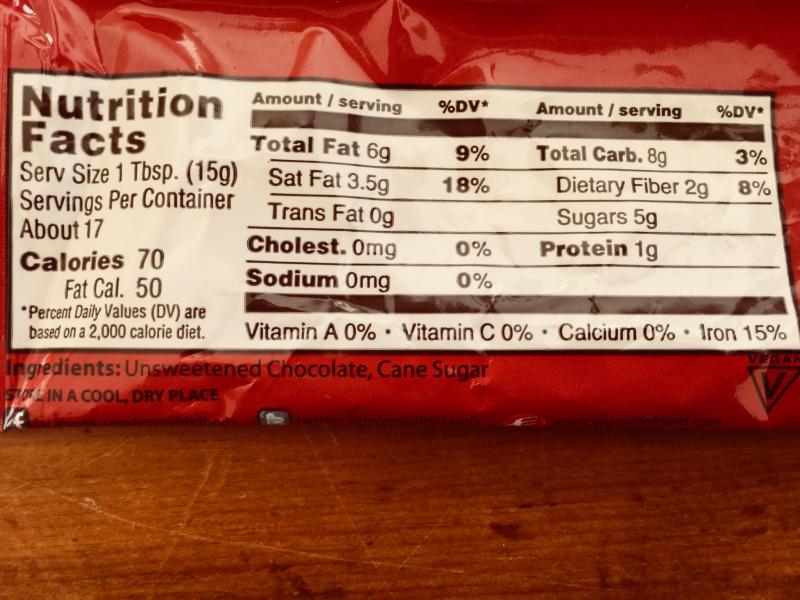 Nutrition
Facts
Serv Size 1 Tbsp. (15g)
Servings Per Container
About 17
Calories 70
Fat Cal. 50
*Percent Daily Values (DV) are
based on a 2,000 calorie diet.
Amount / serving %DV*
Total Fat 6g 9%
Sat Fat 3.5g 18%
Trans Fat 0g
Cholest. 0mg 0%
Sodium 0mg 0%
Amount / serving %DV*
Total Carb. 8g 3%
Dietary Fiber 2g 8%
Sugars 5g
Protein 1g
Vitamin A 0% • Vitamin C 0% • Calcium 0% • Iron 15%
Ingredients: Unsweetened Chocolate, Cane Sugar
STORE IN A COOL, DRY PLACE
VEGAN
V
www.enjoylifefoods.com